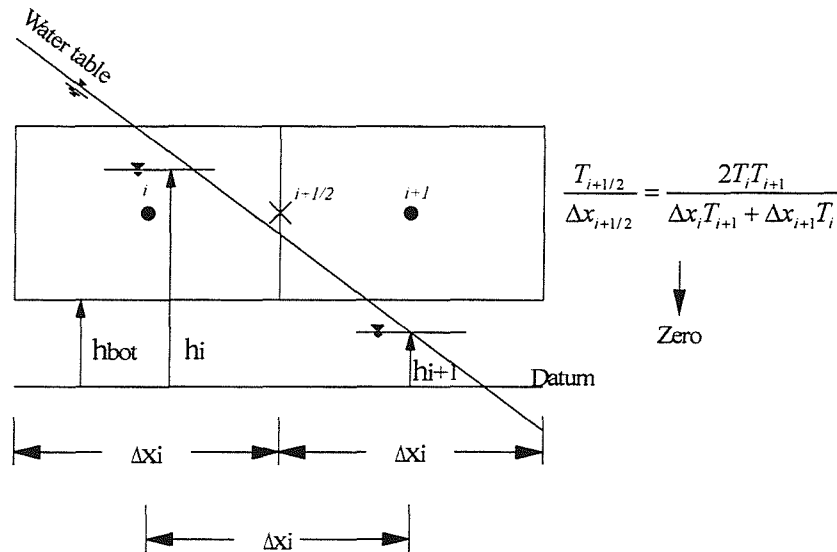 Water table
i
i+1/2
i+1
T_{i+1/2} / Δx_{i+1/2} = 2T_iT_{i+1} / Δx_iT_{i+1} + Δx_{i+1}T_i
Zero
hbot
hi
hi+1
Datum
Δxi
Δxi
Δxi